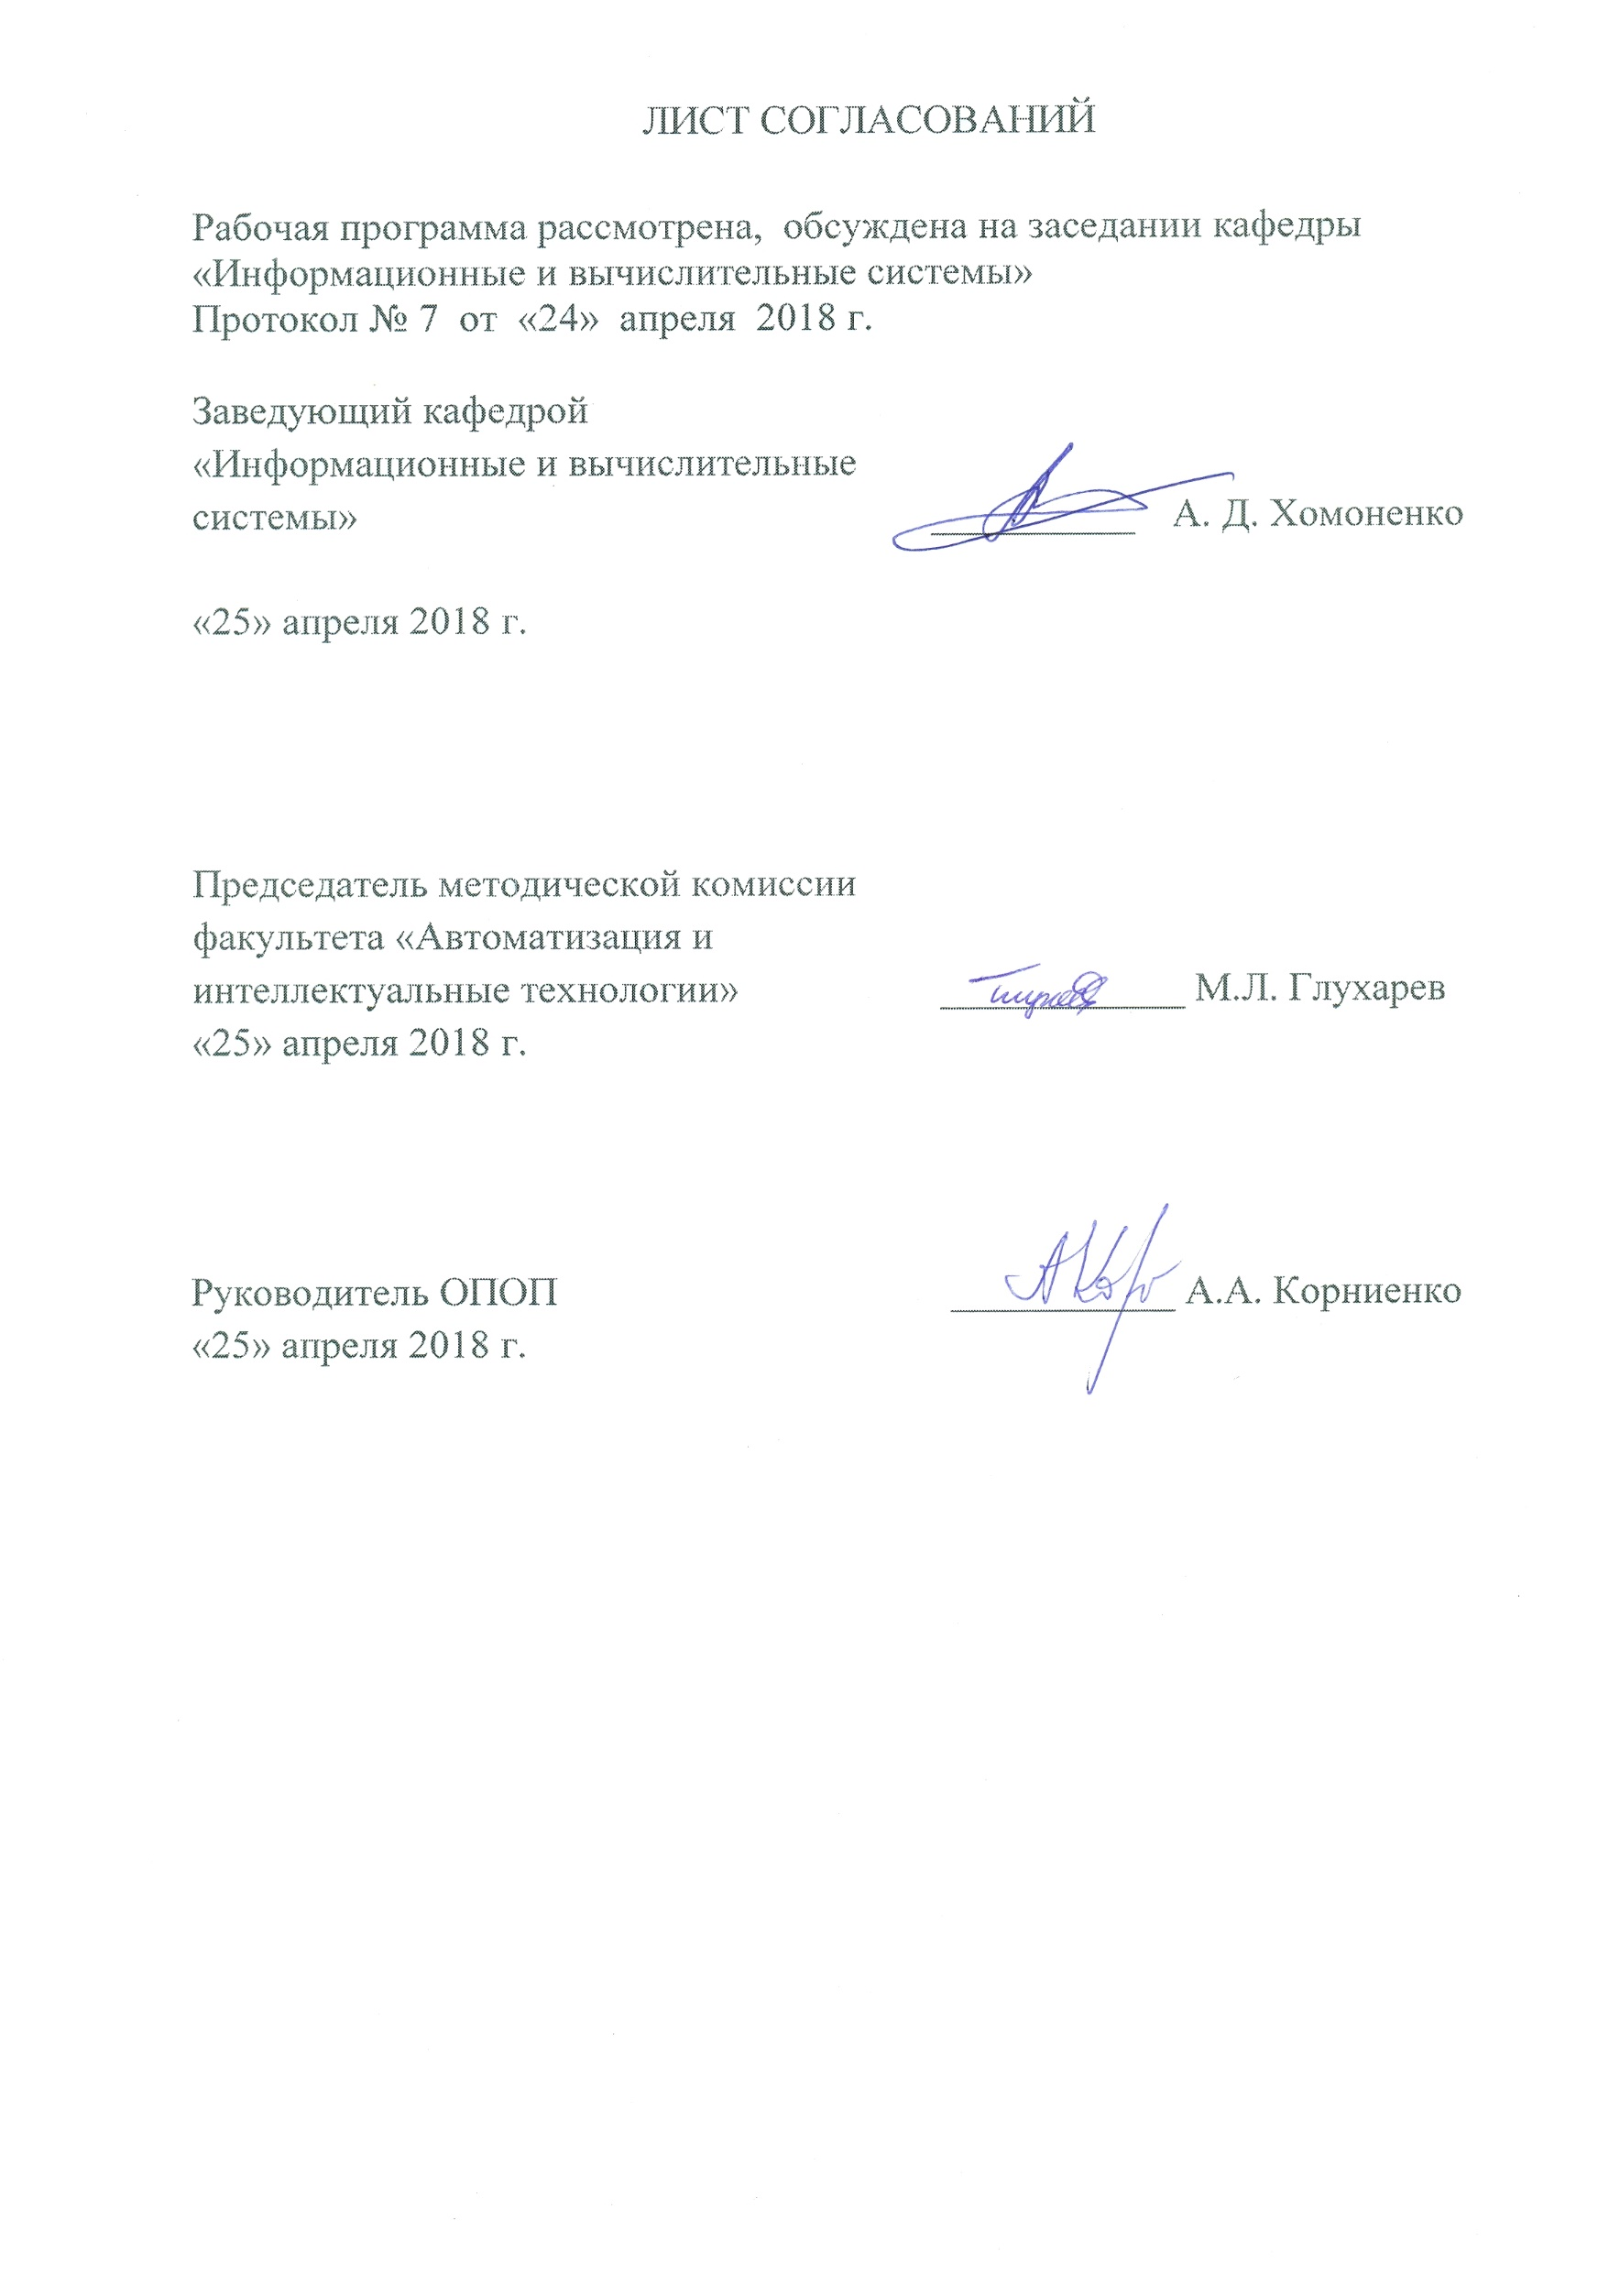 ЛИСТ СОГЛАСОВАНИЙ
Рабочая программа рассмотрена, обсуждена на заседании кафедры
«Информационные и вычислительные системы»
Протокол № 7 от «24» апреля 2018 г.
Заведующий кафедрой
«Информационные и вычислительные
системы» А. Д. Хомоненко
«25» апреля 2018 г.
Председатель методической комиссии
факультета «Автоматизация и
интеллектуальные технологии» М.Л. Глухарев
«25» апреля 2018 г.
Руководитель ОПОП А.А. Корниенко
«25» апреля 2018 г.